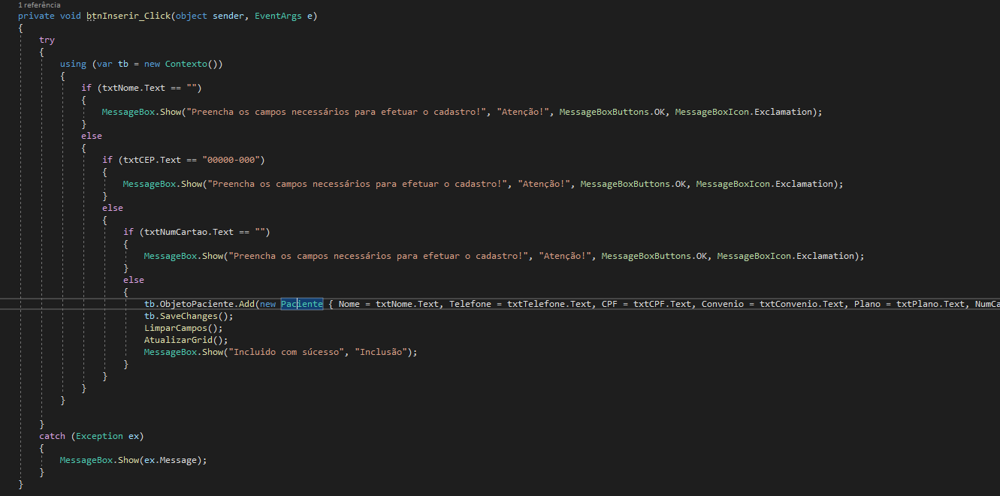 1 referência
private void btnInserir_Click(object sender, EventArgs e)
{
try
{
using (var tb = new Contexto())
{
if (txtNome.Text == "")
{
MessageBox.Show("Preencha os campos necessários para efetuar o cadastro!", "Atenção!", MessageBoxButtons.OK, MessageBoxIcon.Exclamation);
}
else
{
if (txtCEP.Text == "00000-000")
{
MessageBox.Show("Preencha os campos necessários para efetuar o cadastro!", "Atenção!", MessageBoxButtons.OK, MessageBoxIcon.Exclamation);
}
else
{
if (txtNumCartao.Text == "")
{
MessageBox.Show("Preencha os campos necessários para efetuar o cadastro!", "Atenção!", MessageBoxButtons.OK, MessageBoxIcon.Exclamation);
}
else
{
tb.ObjetoPaciente.Add(new Paciente { Nome = txtNome.Text, Telefone = txtTelefone.Text, CPF = txtCPF.Text, Convenio = txtConvenio.Text, Plano = txtPlano.Text, NumCa
tb.SaveChanges();
LimparCampos();
AtualizarGrid();
MessageBox.Show("Incluido com súcesso", "Inclusão");
}
}
}
}
}
catch (Exception ex)
{
MessageBox.Show(ex.Message);
}
}